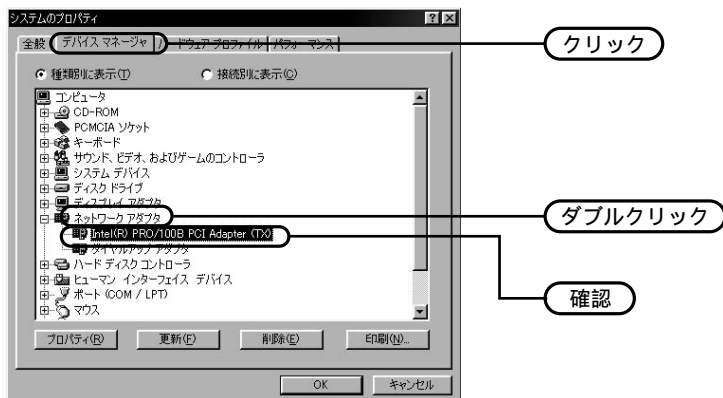 システムのプロパティ
全般
デバイス マネージャ
ハードウェア プロファイル
パフォーマンス
クリック
種類別に表示(T)
接続別に表示(C)
コンピュータ
CD-ROM
PCMCIA ソケット
キーボード
サウンド、ビデオ、およびゲームのコントローラ
システム デバイス
ディスク ドライブ
ディスプレイ アダプタ
ネットワーク アダプタ
ダブルクリック
Intel(R) PRO/100B PCI Adapter (TX)
ダイヤルアップ アダプタ
ハード ディスク コントローラ
ヒューマン インターフェイス デバイス
確認
ポート (COM / LPT)
マウス
プロパティ(R)
更新(F)
削除(E)
印刷(N)...
OK
キャンセル